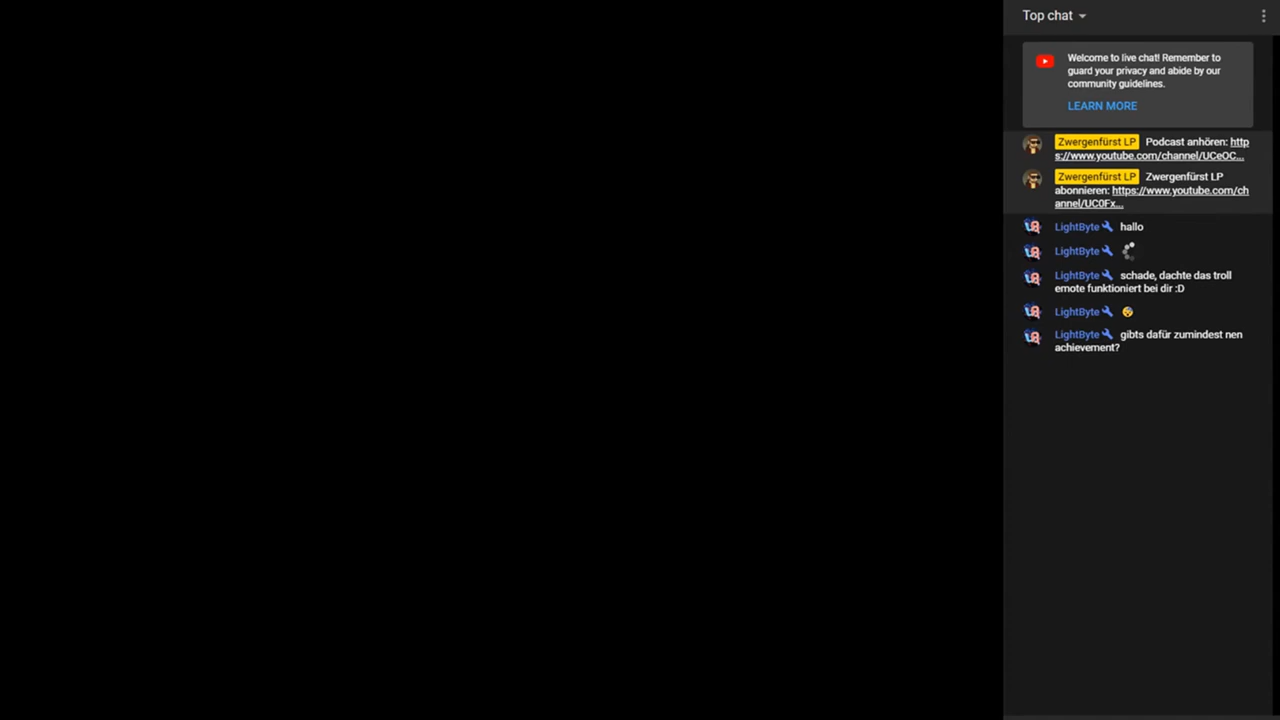 Top chat
Welcome to live chat! Remember to
guard your privacy and abide by our
community guidelines.
LEARN MORE
Zwergenfürst LP Podcast anhören: http
s://www.youtube.com/channel/UCeOC...
Zwergenfürst LP Zwergenfürst LP
abonnieren: https://www.youtube.com/ch
annel/UC0Fx...
LightByte hallo
LightByte
LightByte schade, dachte das troll
emote funktioniert bei dir :D
LightByte 😴
LightByte gibts dafür zumindest nen
achievement?